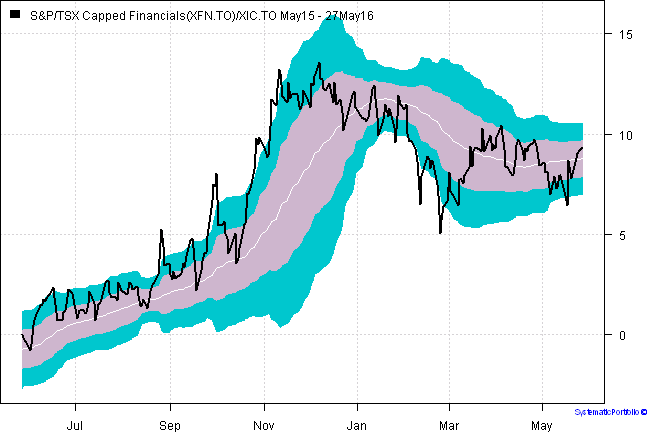 S&P/TSX Capped Financials(XFN.TO)/XIC.TO May15 - 27May16
15
10
5
0
Jul Sep Nov Jan Mar May
SystematicPortfolio ©